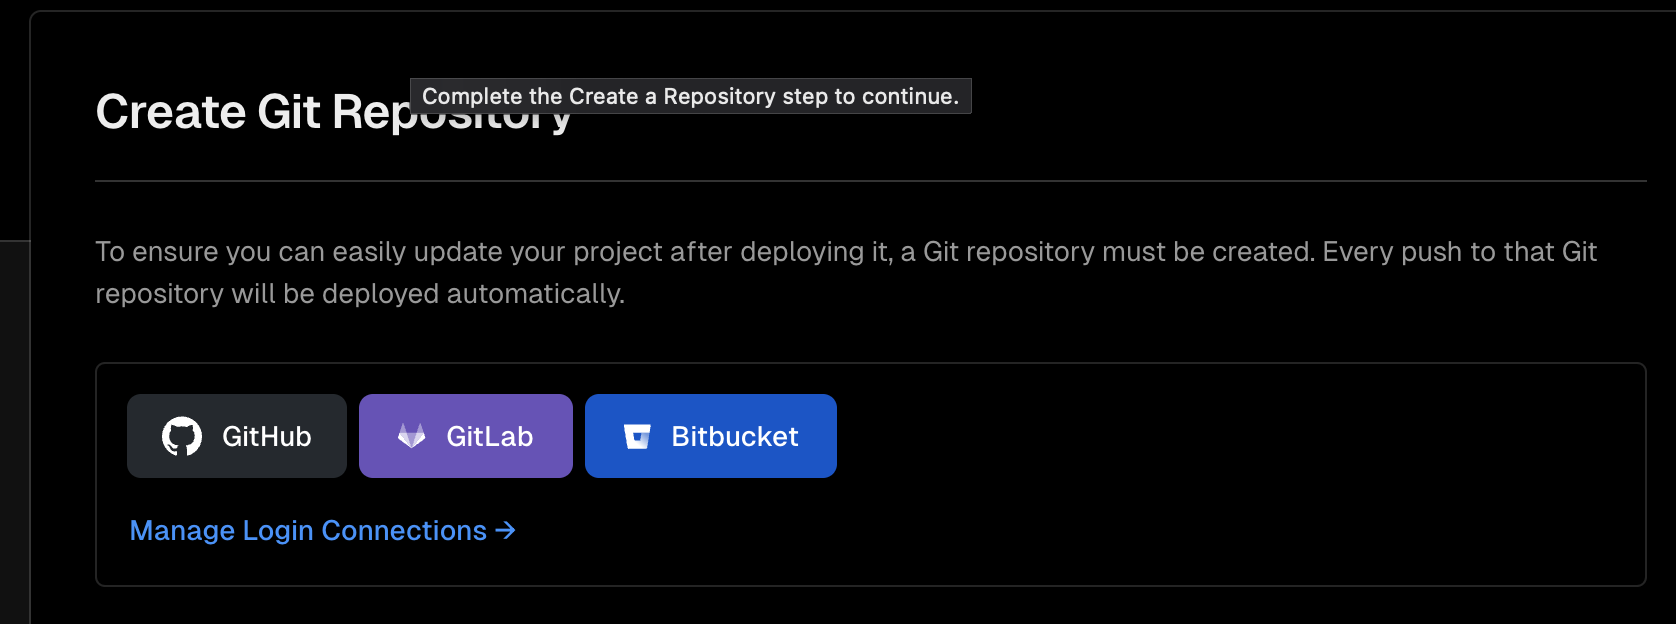 Create Git Repository
Complete the Create a Repository step to continue.
To ensure you can easily update your project after deploying it, a Git repository must be created. Every push to that Git
repository will be deployed automatically.
GitHub
GitLab
Bitbucket
Manage Login Connections →